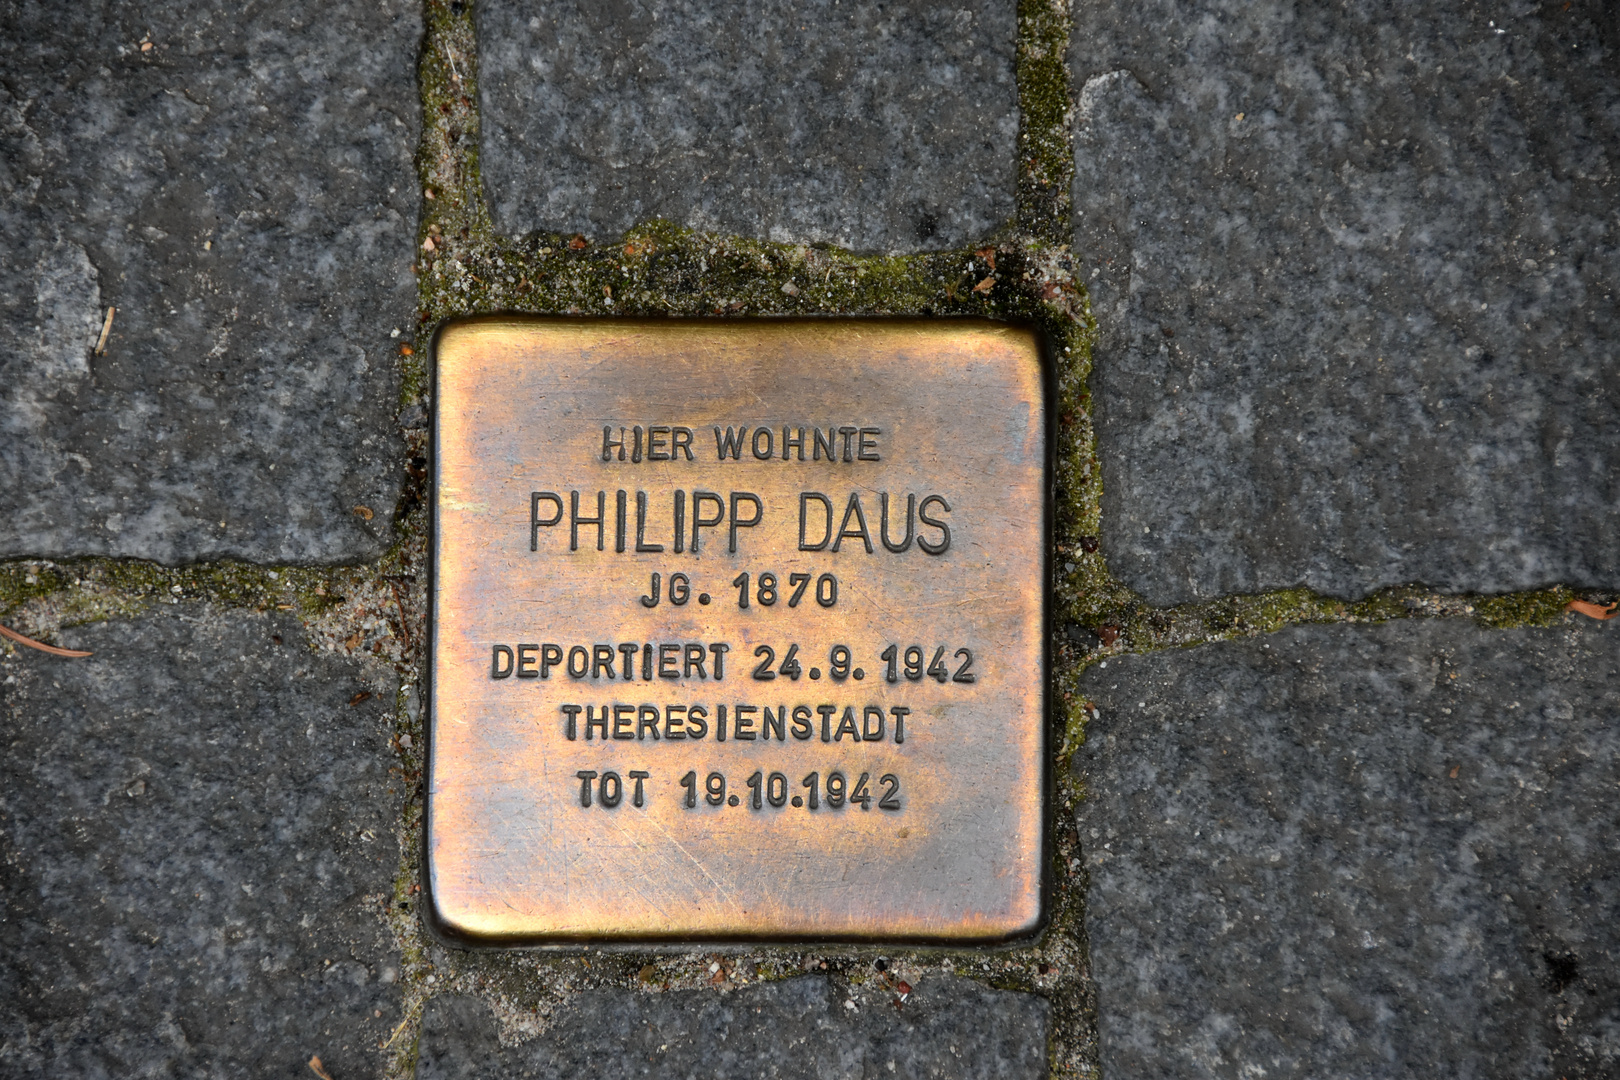 HIER WOHNTE
PHILIPP DAUS
JG. 1870
DEPORTIERT 24.9.1942
THERESIENSTADT
TOT 19.10.1942